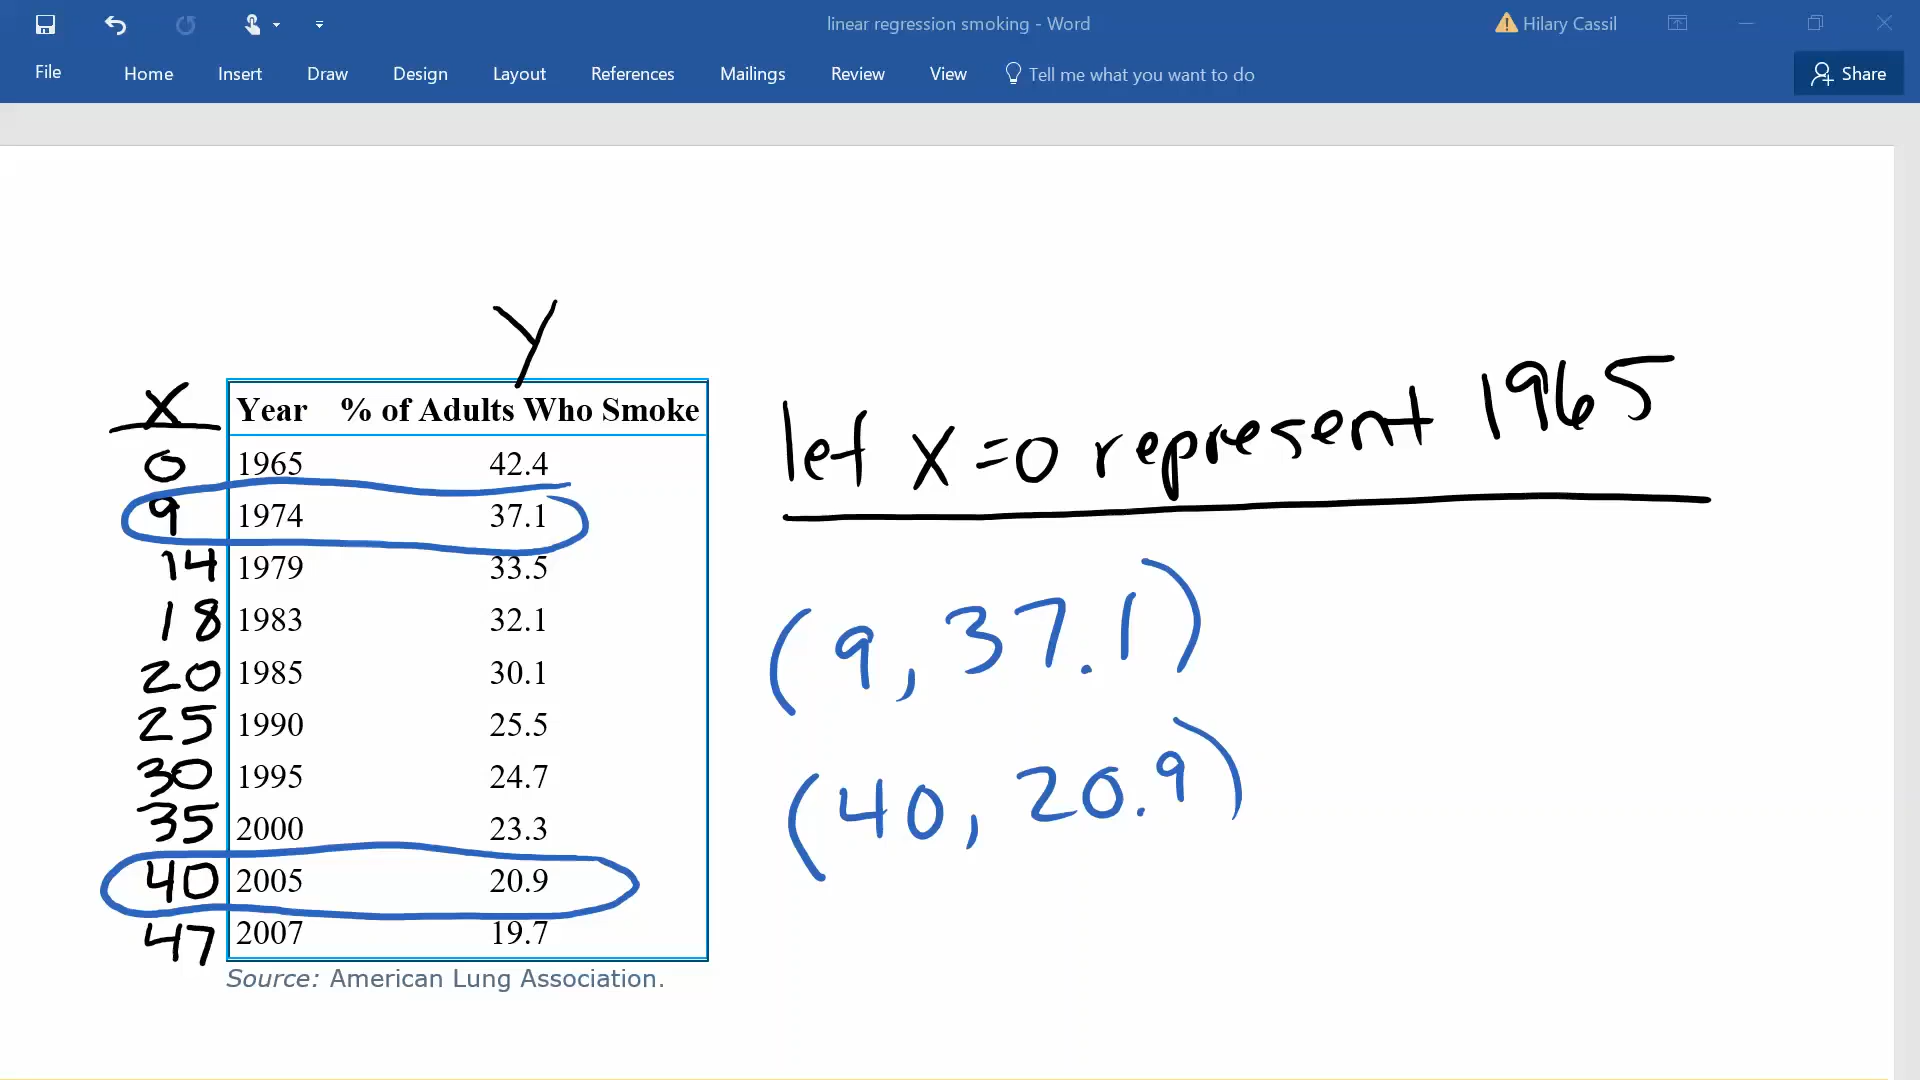 linear regression smoking - Word
Hilary Cassil
File Home Insert Draw Design Layout References Mailings Review View Tell me what you want to do Share
Y
X Year % of Adults Who Smoke
0 1965 42.4
9 1974 37.1
14 1979 33.5
18 1983 32.1
20 1985 30.1
25 1990 25.5
30 1995 24.7
35 2000 23.3
40 2005 20.9
47 2007 19.7
Source: American Lung Association.
let x=0 represent 1965
(9, 37.1)
(40, 20.9)